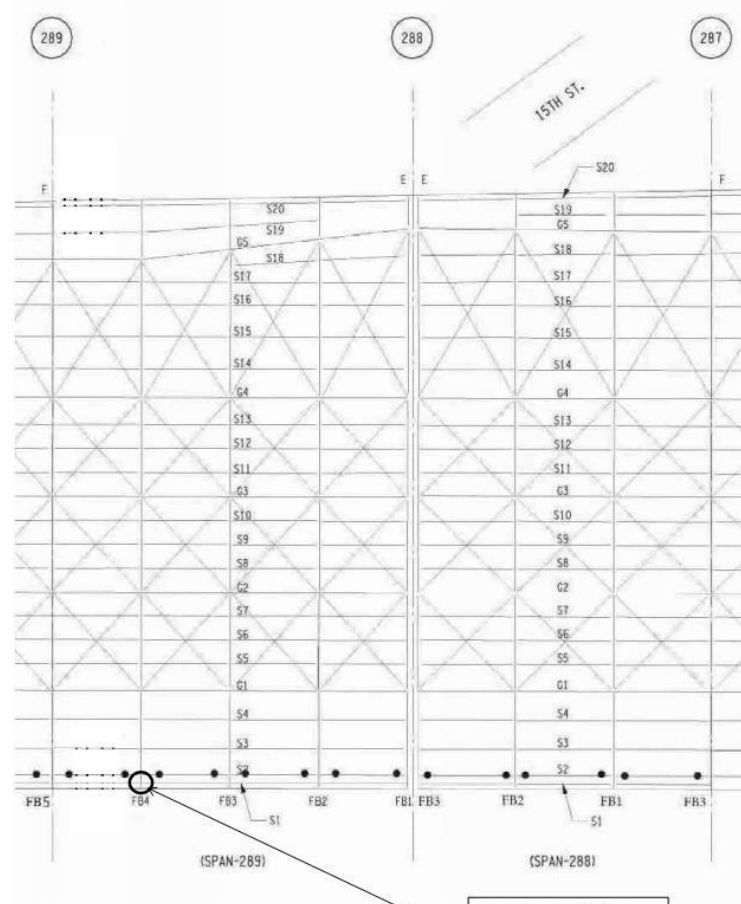 289
288
287
15TH ST.
F
E
E
F
S20
S20
S19
S19
G5
G5
S18
S18
S17
S17
S16
S16
S15
S15
S14
S14
G4
G4
S13
S13
S12
S12
S11
S11
G3
G3
S10
S10
S9
S9
S8
S8
G2
G2
S7
S7
S6
S6
S5
S5
G1
G1
S4
S4
S3
S3
S2
S2
FB5
FB4
FB3
FB2
FB1
FB3
FB2
FB1
FB3
S1
S1
(SPAN-289)
(SPAN-288)